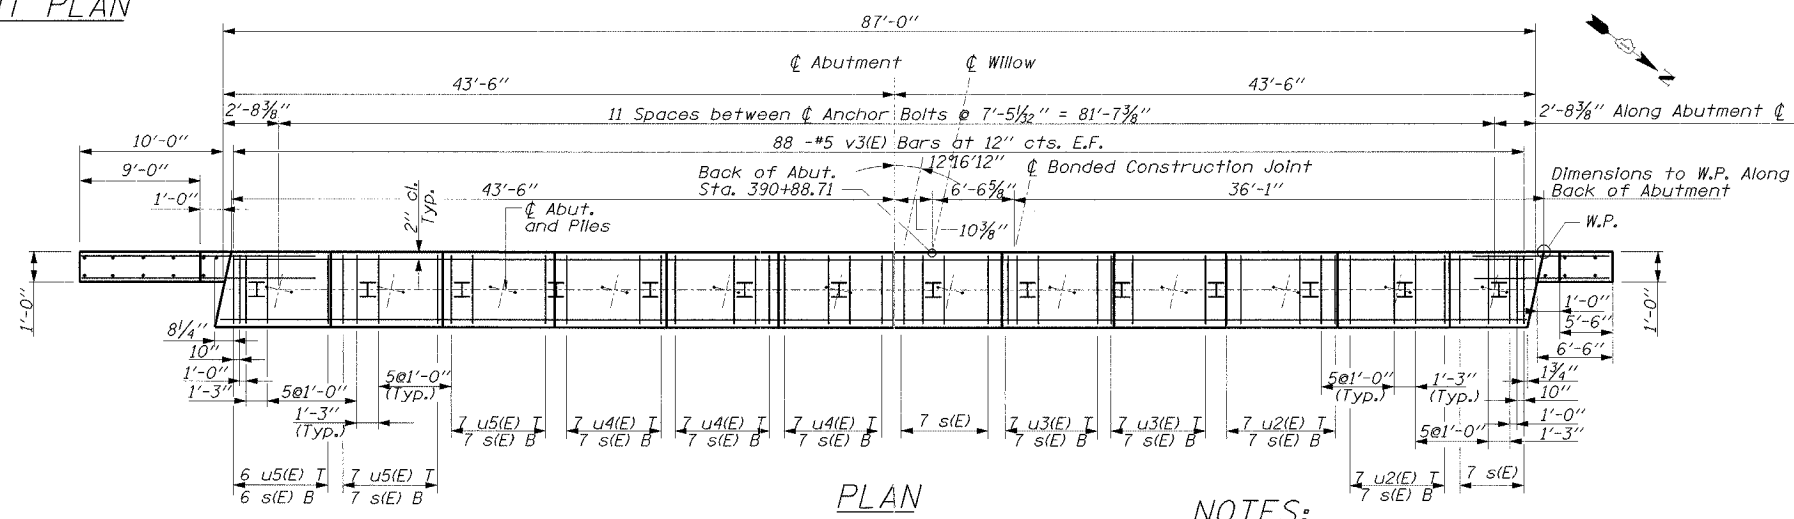 T PLAN
87'-0"
℄ Abutment
℄ Willow
43'-6"
43'-6"
2'-8⅜"
11 Spaces between ℄ Anchor Bolts @ 7'-5 1/32" = 81'-7⅞"
2'-8⅜" Along Abutment ℄
10'-0"
88 -#5 v3(E) Bars at 12" cts. E.F.
9'-0"
Back of Abut.
Sta. 390+88.71
12°16'12"
℄ Bonded Construction Joint
1'-0"
43'-6"
2" cl.
Typ.
6'-6⅝"
36'-1"
Dimensions to W.P. Along
Back of Abutment
℄ Abut.
and Piles
10⅜"
W.P.
N
1'-0"
1'-0"
1'-0"
5'-6"
6'-6"
8¼"
10"
1'-0"
1'-3"
5@1'-0"
5@1'-0"
(Typ.)
1'-3"
(Typ.)
5@1'-0"
(Typ.)
1'-3"
(Typ.)
1¾"
10"
1'-0"
1'-3"
5@1'-0"
7 u5(E) T
7 s(E) B
7 u4(E) T
7 s(E) B
7 u4(E) T
7 s(E) B
7 u4(E) T
7 s(E) B
7 s(E)
7 u3(E) T
7 s(E) B
7 u3(E) T
7 s(E) B
7 u2(E) T
7 s(E) B
6 u5(E) T
6 s(E) B
7 u5(E) T
7 s(E) B
7 u2(E) T
7 s(E) B
7 s(E)
PLAN
NOTES: